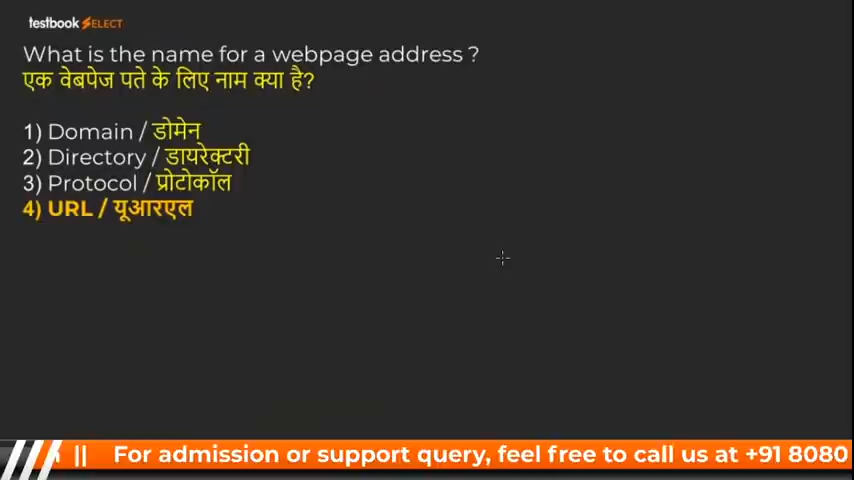 testbook SELECT
What is the name for a webpage address ?
एक वेबपेज पते के लिए नाम क्या है?
1) Domain / डोमेन
2) Directory / डायरेक्टरी
3) Protocol / प्रोटोकॉल
4) URL / यूआरएल
|| For admission or support query, feel free to call us at +91 8080